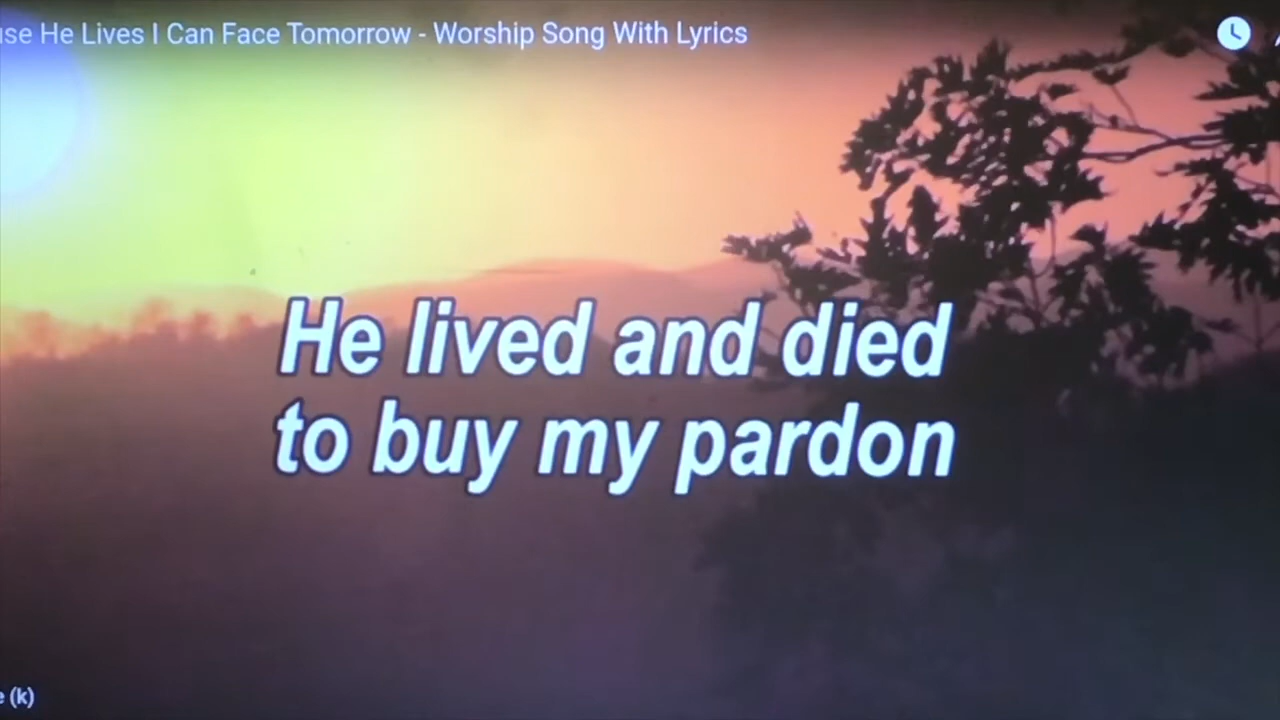 use He Lives I Can Face Tomorrow - Worship Song With Lyrics
He lived and died
to buy my pardon
e (k)